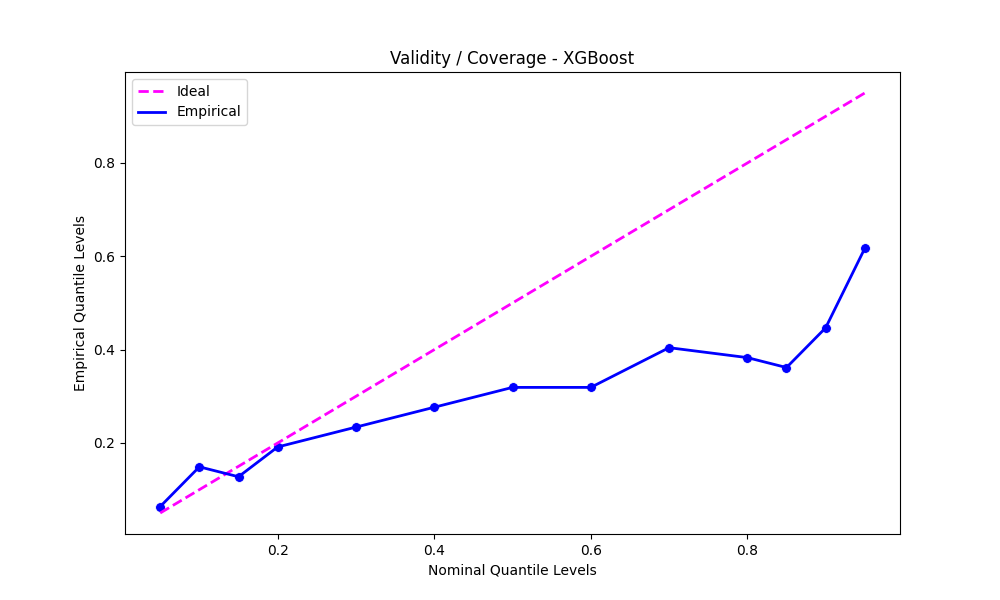 Validity / Coverage - XGBoost
Ideal
Empirical
0.8
0.6
0.4
0.2
Empirical Quantile Levels
0.2 0.4 0.6 0.8
Nominal Quantile Levels